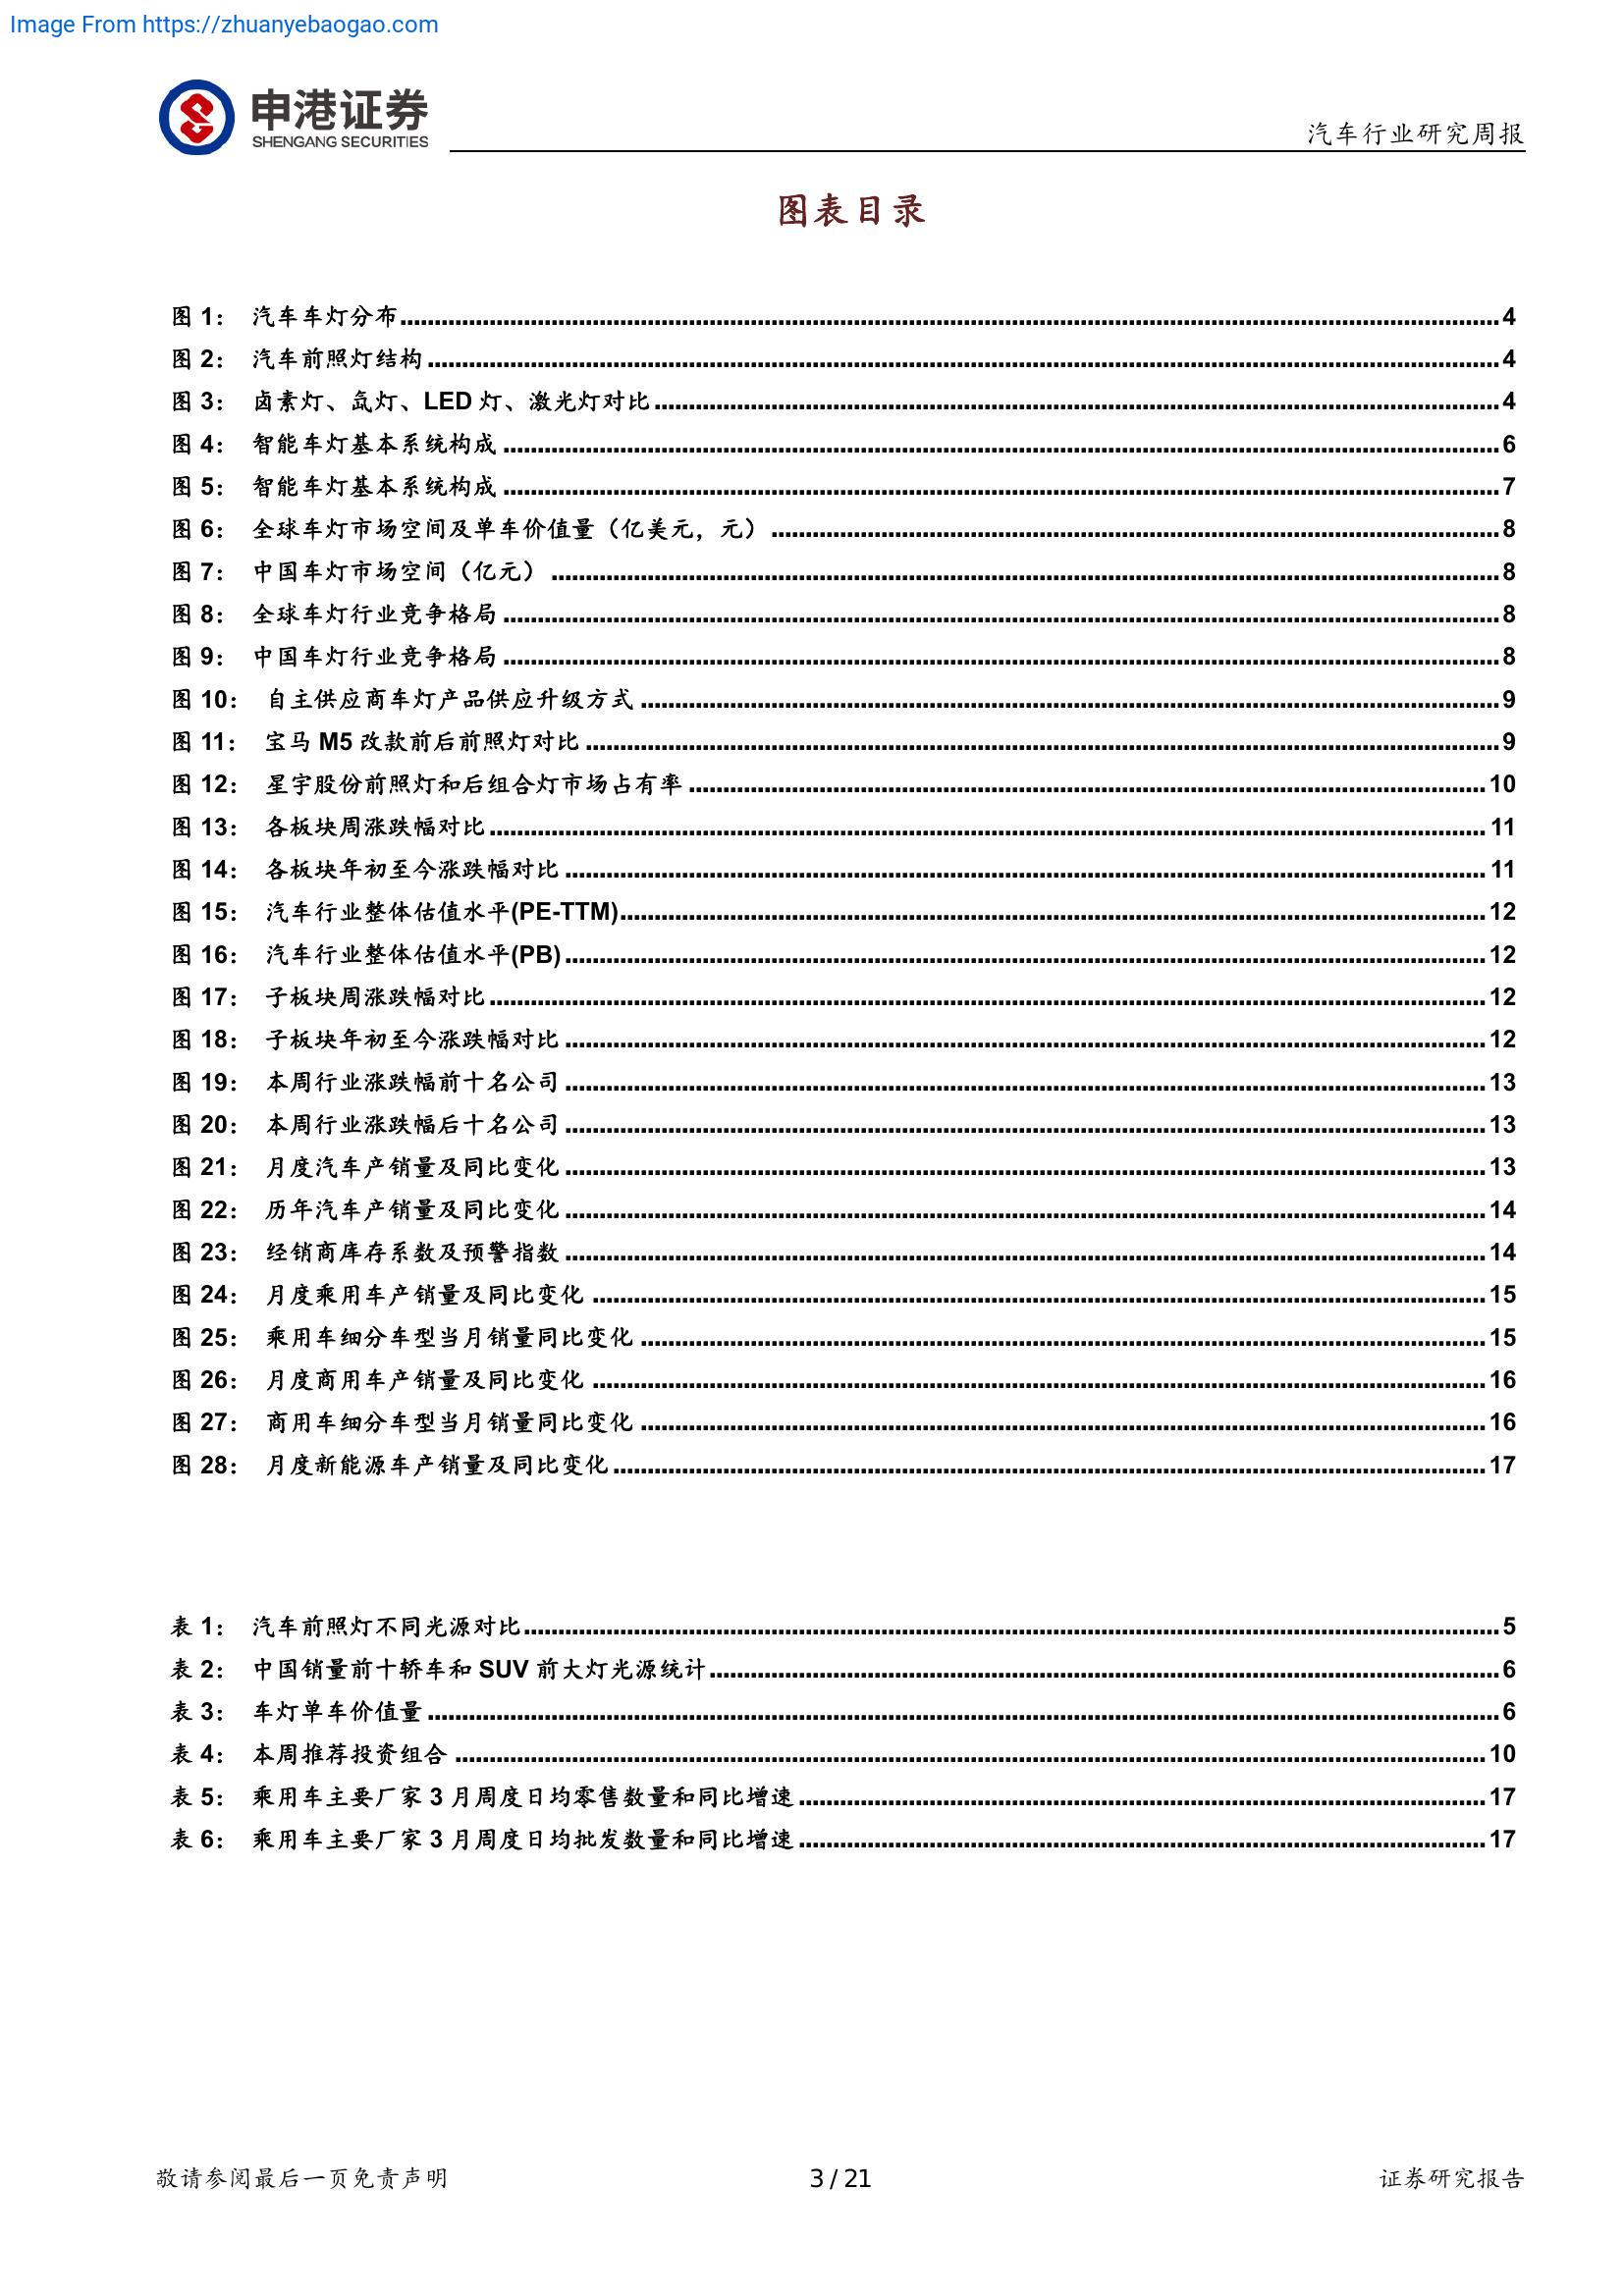 Image From https://zhuanyebaogao.com
申港证券
SHENGANG SECURITIES
汽车行业研究周报
图表目录
图 1： 汽车车灯分布 4
图 2： 汽车前照灯结构 4
图 3： 卤素灯、氙灯、LED 灯、激光灯对比 4
图 4： 智能车灯基本系统构成 6
图 5： 智能车灯基本系统构成 7
图 6： 全球车灯市场空间及单车价值量（亿美元，元） 8
图 7： 中国车灯市场空间（亿元） 8
图 8： 全球车灯行业竞争格局 8
图 9： 中国车灯行业竞争格局 8
图 10： 自主供应商车灯产品供应升级方式 9
图 11： 宝马 M5 改款前后前照灯对比 9
图 12： 星宇股份前照灯和后组合灯市场占有率 10
图 13： 各板块周涨跌幅对比 11
图 14： 各板块年初至今涨跌幅对比 11
图 15： 汽车行业整体估值水平(PE-TTM) 12
图 16： 汽车行业整体估值水平(PB) 12
图 17： 子板块周涨跌幅对比 12
图 18： 子板块年初至今涨跌幅对比 12
图 19： 本周行业涨跌幅前十名公司 13
图 20： 本周行业涨跌幅后十名公司 13
图 21： 月度汽车产销量及同比变化 13
图 22： 历年汽车产销量及同比变化 14
图 23： 经销商库存系数及预警指数 14
图 24： 月度乘用车产销量及同比变化 15
图 25： 乘用车细分车型当月销量同比变化 15
图 26： 月度商用车产销量及同比变化 16
图 27： 商用车细分车型当月销量同比变化 16
图 28： 月度新能源车产销量及同比变化 17
表 1： 汽车前照灯不同光源对比 5
表 2： 中国销量前十轿车和 SUV 前大灯光源统计 6
表 3： 车灯单车价值量 6
表 4： 本周推荐投资组合 10
表 5： 乘用车主要厂家 3 月周度日均零售数量和同比增速 17
表 6： 乘用车主要厂家 3 月周度日均批发数量和同比增速 17
敬请参阅最后一页免责声明
3 / 21
证券研究报告